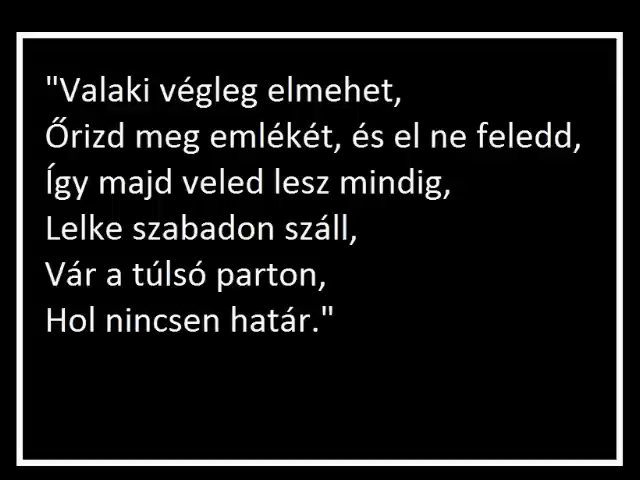 "Valaki végleg elmehet,
Őrizd meg emlékét, és el ne feledd,
Így majd veled lesz mindig,
Lelke szabadon száll,
Vár a túlsó parton,
Hol nincsen határ."